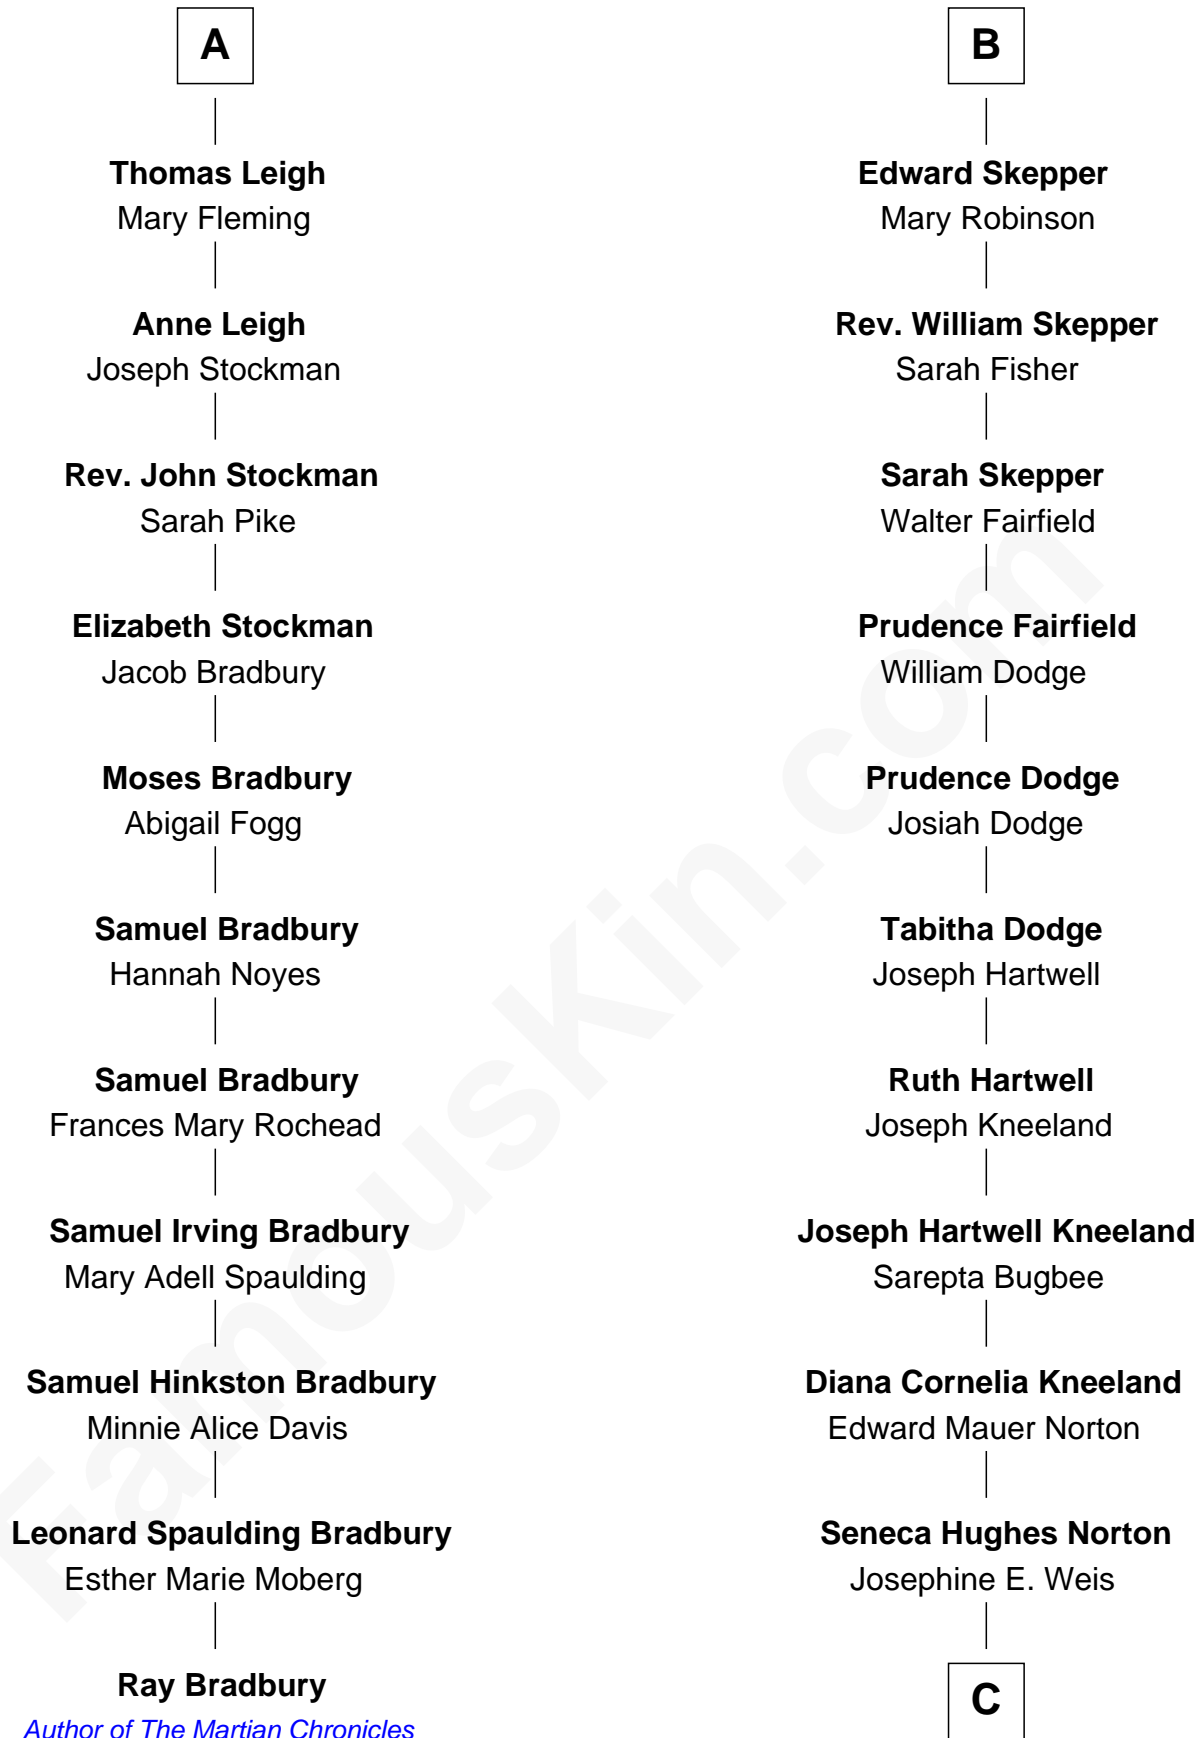 A
Thomas Leigh
Mary Fleming
Anne Leigh
Joseph Stockman
Rev. John Stockman
Sarah Pike
Elizabeth Stockman
Jacob Bradbury
Moses Bradbury
Abigail Fogg
Samuel Bradbury
Hannah Noyes
Samuel Bradbury
Frances Mary Rochead
Samuel Irving Bradbury
Mary Adell Spaulding
Samuel Hinkston Bradbury
Minnie Alice Davis
Leonard Spaulding Bradbury
Esther Marie Moberg
Ray Bradbury
Author of The Martian Chronicles
B
Edward Skepper
Mary Robinson
Rev. William Skepper
Sarah Fisher
Sarah Skepper
Walter Fairfield
Prudence Fairfield
William Dodge
Prudence Dodge
Josiah Dodge
Tabitha Dodge
Joseph Hartwell
Ruth Hartwell
Joseph Kneeland
Joseph Hartwell Kneeland
Sarepta Bugbee
Diana Cornelia Kneeland
Edward Mauer Norton
Seneca Hughes Norton
Josephine E. Weis
C
FamousKin.com